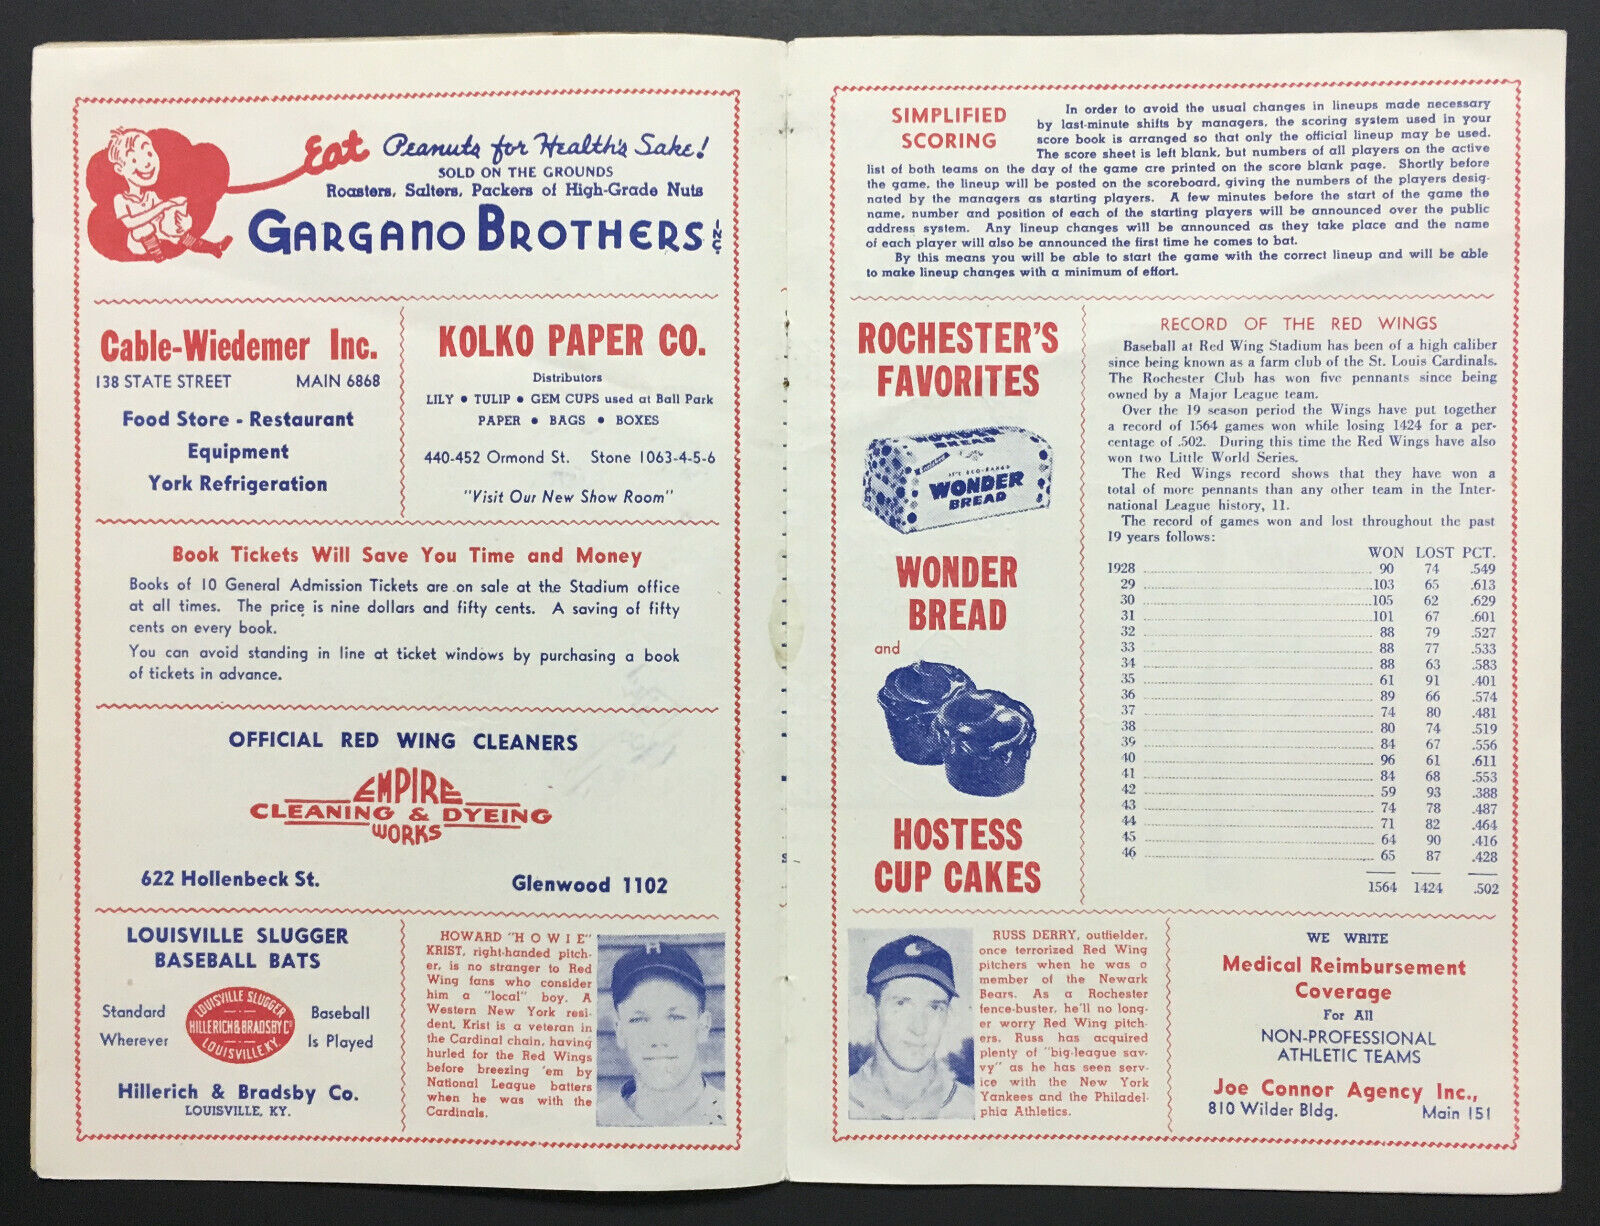 Eat Peanuts for Health's Sake!
SOLD ON THE GROUNDS
Roasters, Salters, Packers of High-Grade Nuts
GARGANO BROTHERS INC.
Cable-Wiedemer Inc.
138 STATE STREET MAIN 6868
Food Store - Restaurant
Equipment
York Refrigeration
KOLKO PAPER CO.
Distributors
LILY • TULIP • GEM CUPS used at Ball Park
PAPER • BAGS • BOXES
440-452 Ormond St. Stone 1063-4-5-6
"Visit Our New Show Room"
Book Tickets Will Save You Time and Money
Books of 10 General Admission Tickets are on sale at the Stadium office
at all times. The price is nine dollars and fifty cents. A saving of fifty
cents on every book.
You can avoid standing in line at ticket windows by purchasing a book
of tickets in advance.
OFFICIAL RED WING CLEANERS
EMPIRE
CLEANING & DYEING
WORKS
622 Hollenbeck St. Glenwood 1102
LOUISVILLE SLUGGER
BASEBALL BATS
Standard Baseball
Wherever Is Played
LOUISVILLE SLUGGER
HILLERICH & BRADSBY Co
LOUISVILLE KY.
Hillerich & Bradsby Co.
LOUISVILLE, KY.
HOWARD "HOWIE"
KRIST, right-handed pitch-
er, is no stranger to Red
Wing fans who consider
him a "local" boy. A
Western New York resi-
dent, Krist is a veteran in
the Cardinal chain, having
hurled for the Red Wings
before breezing 'em by
National League batters
when he was with the
Cardinals.
H
SIMPLIFIED
SCORING
In order to avoid the usual changes in lineups made necessary
by last-minute shifts by managers, the scoring system used in your
score book is arranged so that only the official lineup may be used.
The score sheet is left blank, but numbers of all players on the active
list of both teams on the day of the game are printed on the score blank page. Shortly before
the game, the lineup will be posted on the scoreboard, giving the numbers of the players desig-
nated by the managers as starting players. A few minutes before the start of the game the
name, number and position of each of the starting players will be announced over the public
address system. Any lineup changes will be announced as they take place and the name
of each player will also be announced the first time he comes to bat.
By this means you will be able to start the game with the correct lineup and will be able
to make lineup changes with a minimum of effort.
ROCHESTER'S
FAVORITES
WONDER
BREAD
WONDER
BREAD
WONDER
BREAD
and
HOSTESS
CUP CAKES
RECORD OF THE RED WINGS
Baseball at Red Wing Stadium has been of a high caliber
since being known as a farm club of the St. Louis Cardinals.
The Rochester Club has won five pennants since being
owned by a Major League team.
Over the 19 season period the Wings have put together
a record of 1564 games won while losing 1424 for a per-
centage of .502. During this time the Red Wings have also
won two Little World Series.
The Red Wings record shows that they have won a
total of more pennants than any other team in the Inter-
national League history, 11.
The record of games won and lost throughout the past
19 years follows:
WON LOST PCT.
1928 90 74 .549
29 103 65 .613
30 105 62 .629
31 101 67 .601
32 88 79 .527
33 88 77 .533
34 88 63 .583
35 61 91 .401
36 89 66 .574
37 74 80 .481
38 80 74 .519
39 84 67 .556
40 96 61 .611
41 84 68 .553
42 59 93 .388
43 74 78 .487
44 71 82 .464
45 64 90 .416
46 65 87 .428
1564 1424 .502
RUSS DERRY, outfielder,
once terrorized Red Wing
pitchers when he was a
member of the Newark
Bears. As a Rochester
fence-buster, he'll no long-
er worry Red Wing pitch-
ers. Russ has acquired
plenty of "big-league sav-
vy" as he has seen serv-
ice with the New York
Yankees and the Philadel-
phia Athletics.
WE WRITE
Medical Reimbursement
Coverage
For All
NON-PROFESSIONAL
ATHLETIC TEAMS
Joe Connor Agency Inc.,
810 Wilder Bldg. Main 151